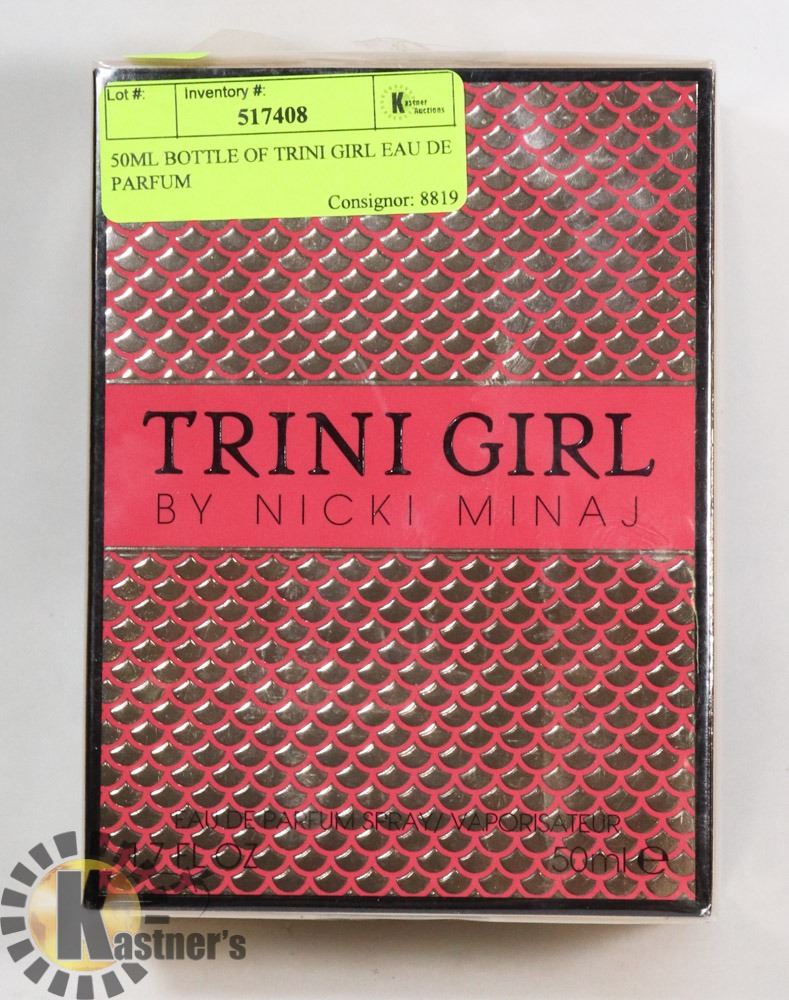 Lot #:
Inventory #:
517408
Kastner
Auctions
50ML BOTTLE OF TRINI GIRL EAU DE
PARFUM
Consignor: 8819
TRINI GIRL
BY NICKI MINAJ
EAU DE PARFUM SPRAY/ VAPORISATEUR
1.7 FL OZ
50ml e
Kastner's